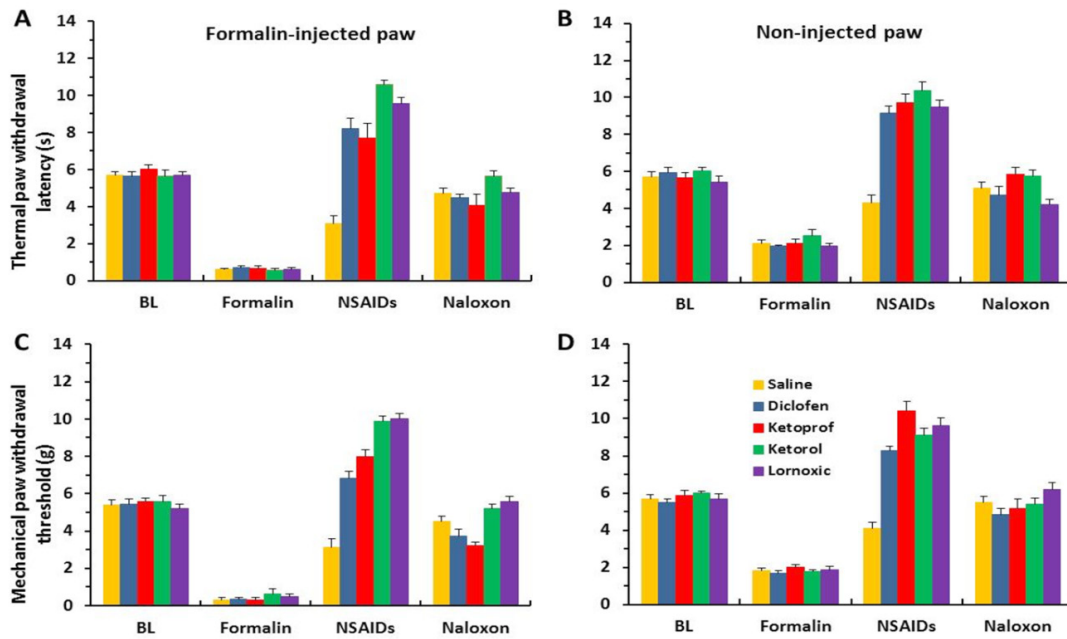 A
Formalin-injected paw
Thermal paw withdrawal
latency (s)
14
12
10
8
6
4
2
0
BL
Formalin
NSAIDs
Naloxon
B
Non-injected paw
14
12
10
8
6
4
2
0
BL
Formalin
NSAIDs
Naloxon
C
Mechanical paw withdrawal
threshold (g)
14
12
10
8
6
4
2
0
BL
Formalin
NSAIDs
Naloxon
D
14
12
10
8
6
4
2
0
Saline
Diclofen
Ketoprof
Ketorol
Lornoxic
BL
Formalin
NSAIDs
Naloxon